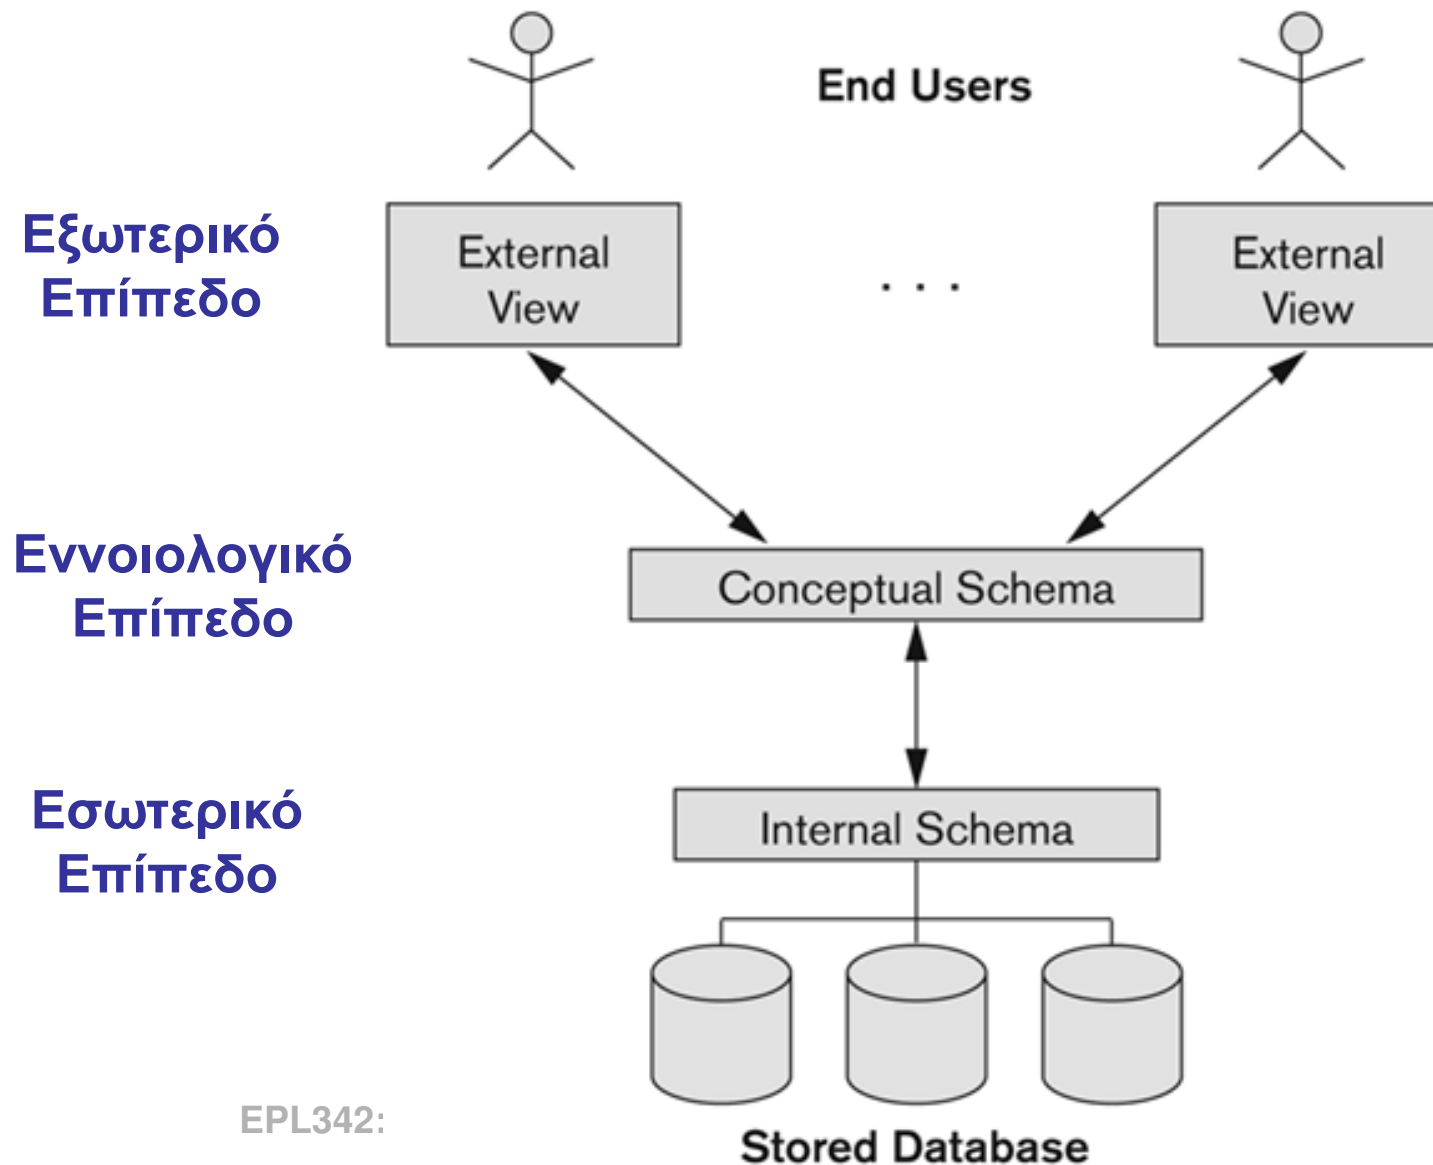 End Users
Εξωτερικό
Επίπεδο
External
View
. . .
External
View
Εννοιολογικό
Επίπεδο
Conceptual Schema
Εσωτερικό
Επίπεδο
Internal Schema
EPL342:
Stored Database